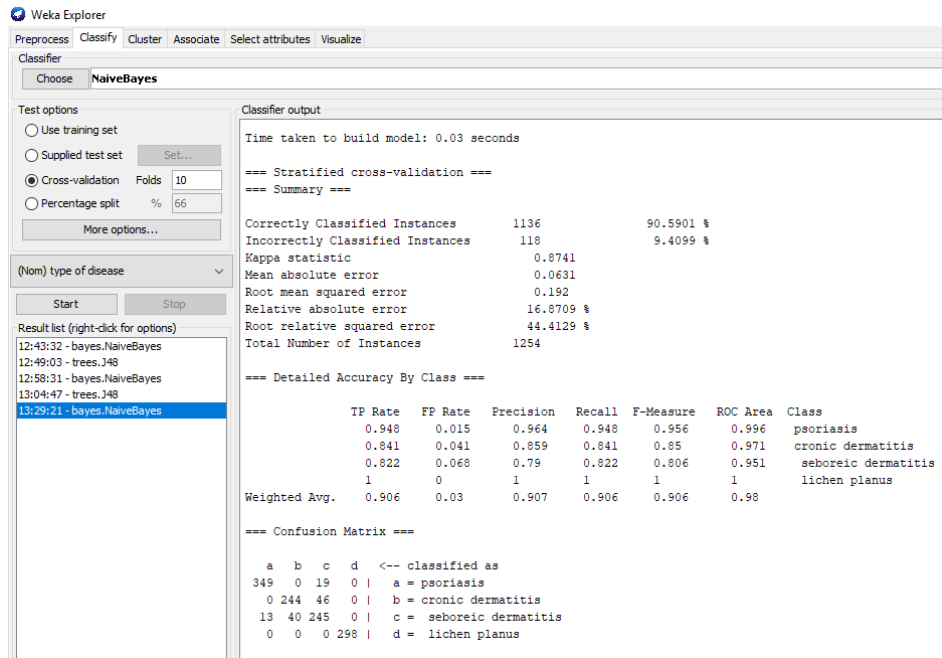 Weka Explorer
Preprocess Classify Cluster Associate Select attributes Visualize
Classifier
Choose NaiveBayes
Test options
Use training set
Supplied test set Set...
Cross-validation Folds 10
Percentage split % 66
More options...
(Nom) type of disease
Start Stop
Result list (right-click for options)
12:43:32 - bayes.NaiveBayes
12:49:03 - trees.J48
12:58:31 - bayes.NaiveBayes
13:04:47 - trees.J48
13:29:21 - bayes.NaiveBayes
Classifier output
Time taken to build model: 0.03 seconds
=== Stratified cross-validation ===
=== Summary ===
Correctly Classified Instances 1136 90.5901 %
Incorrectly Classified Instances 118 9.4099 %
Kappa statistic 0.8741
Mean absolute error 0.0631
Root mean squared error 0.192
Relative absolute error 16.8709 %
Root relative squared error 44.4129 %
Total Number of Instances 1254
=== Detailed Accuracy By Class ===
TP Rate FP Rate Precision Recall F-Measure ROC Area Class
0.948 0.015 0.964 0.948 0.956 0.996 psoriasis
0.841 0.041 0.859 0.841 0.85 0.971 cronic dermatitis
0.822 0.068 0.79 0.822 0.806 0.951 seboreic dermatitis
1 0 1 1 1 1 lichen planus
Weighted Avg. 0.906 0.03 0.907 0.906 0.906 0.98
=== Confusion Matrix ===
a b c d <-- classified as
349 0 19 0 | a = psoriasis
0 244 46 0 | b = cronic dermatitis
13 40 245 0 | c = seboreic dermatitis
0 0 0 298 | d = lichen planus